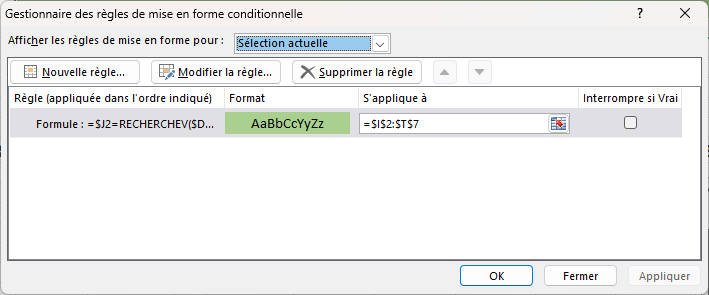 Gestionnaire des règles de mise en forme conditionnelle
Afficher les règles de mise en forme pour : Sélection actuelle
Nouvelle règle... Modifier la règle... Supprimer la règle
Règle (appliquée dans l'ordre indiqué) Format S'applique à Interrompre si Vrai
Formule : =$J2=RECHERCHEV($D... AaBbCcYyZz =$I$2:$T$7
OK Fermer Appliquer